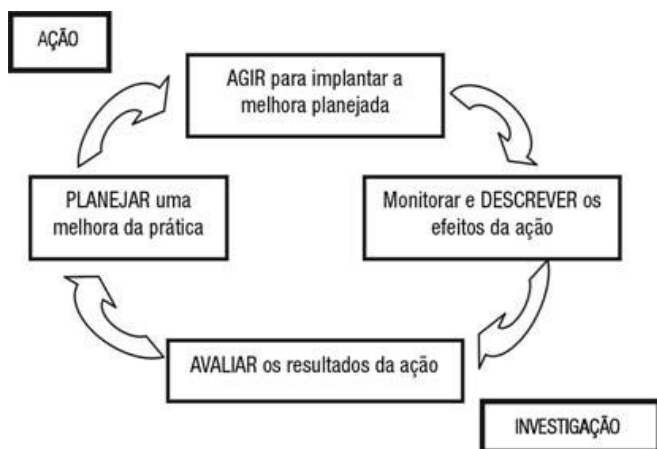 AÇÃO
AGIR para implantar a
melhora planejada
PLANEJAR uma
melhora da prática
Monitorar e DESCREVER os
efeitos da ação
AVALIAR os resultados da ação
INVESTIGAÇÃO